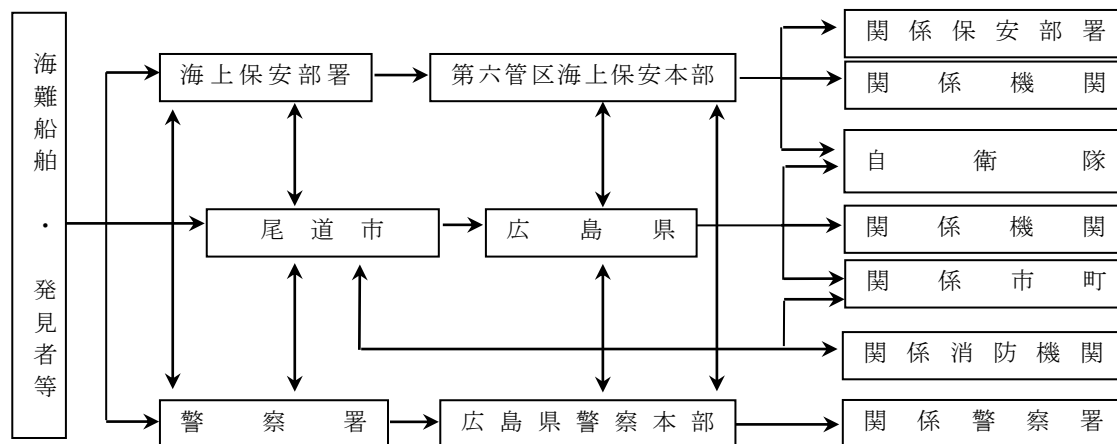 海難船舶・発見者等
海上保安部署
第六管区海上保安本部
関係保安部署
関係機関
自衛隊
尾道市
広島県
関係機関
関係市町
関係消防機関
警察署
広島県警察本部
関係警察署